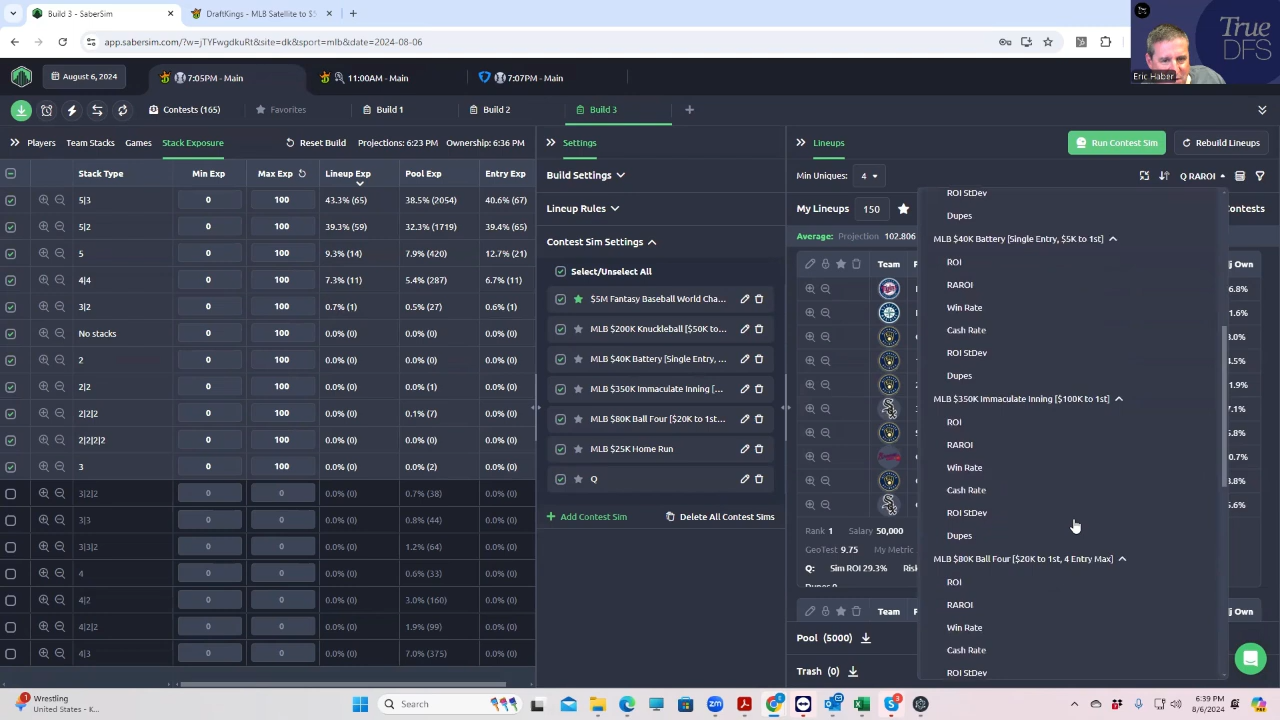 Build 3 - SaberSim
DraftKings - MLB Satellite to $5
app.sabersim.com/?w=jTYFwgdkuRt&site=dk&sport=mlb&date=2024-08-06
True DFS
Eric Haber
August 6, 2024
7:05PM - Main
11:00AM - Main
7:07PM - Main
Contests (165)
Favorites
Build 1
Build 2
Build 3
Players
Team Stacks
Games
Stack Exposure
Reset Build
Projections: 6:23 PM
Ownership: 6:36 PM
Settings
Lineups
Run Contest Sim
Rebuild Lineups
Stack Type Min Exp Max Exp Lineup Exp Pool Exp Entry Exp
5|3 0 100 43.3% (65) 38.5% (2054) 40.6% (67)
5|2 0 100 39.3% (59) 32.3% (1719) 39.4% (65)
5 0 100 9.3% (14) 7.9% (420) 12.7% (21)
4|4 0 100 7.3% (11) 5.4% (287) 6.7% (11)
3|2 0 100 0.7% (1) 0.5% (27) 0.6% (1)
No stacks 0 100 0.0% (0) 0.0% (0) 0.0% (0)
2 0 100 0.0% (0) 0.0% (0) 0.0% (0)
2|2 0 100 0.0% (0) 0.0% (1) 0.0% (0)
2|2|2 0 100 0.0% (0) 0.1% (7) 0.0% (0)
2|2|2|2 0 100 0.0% (0) 0.0% (0) 0.0% (0)
3 0 100 0.0% (0) 0.0% (2) 0.0% (0)
3|2|2 0 0 0.0% (0) 0.7% (38) 0.0% (0)
3|3 0 0 0.0% (0) 0.8% (44) 0.0% (0)
3|3|2 0 0 0.0% (0) 1.2% (64) 0.0% (0)
4 0 0 0.0% (0) 0.6% (33) 0.0% (0)
4|2 0 0 0.0% (0) 3.0% (160) 0.0% (0)
4|2|2 0 0 0.0% (0) 1.9% (99) 0.0% (0)
4|3 0 0 0.0% (0) 7.0% (375) 0.0% (0)
Build Settings
Lineup Rules
Contest Sim Settings
Select/Unselect All
$5M Fantasy Baseball World Cha...
MLB $200K Knuckleball [$50K to...
MLB $40K Battery [Single Entry, ...
MLB $350K Immaculate Inning [...
MLB $80K Ball Four [$20K to 1st...
MLB $25K Home Run
Q
Add Contest Sim
Delete All Contest Sims
Min Uniques: 4
Q RAROI
My Lineups 150
Contests
Average: Projection 102.806
Team
Rank 1 Salary 50,000
GeoTest 9.75 My Metric
Q: Sim ROI 29.3%
Dupes 0
Team
Pool (5000)
Trash (0)
ROI StDev
Dupes
MLB $40K Battery [Single Entry, $5K to 1st]
ROI
RAROI
Win Rate
Cash Rate
ROI StDev
Dupes
MLB $350K Immaculate Inning [$100K to 1st]
ROI
RAROI
Win Rate
Cash Rate
ROI StDev
Dupes
MLB $80K Ball Four [$20K to 1st, 4 Entry Max]
ROI
RAROI
Win Rate
Cash Rate
ROI StDev
Wrestling
United States - K...
Search
6:39 PM
8/6/2024